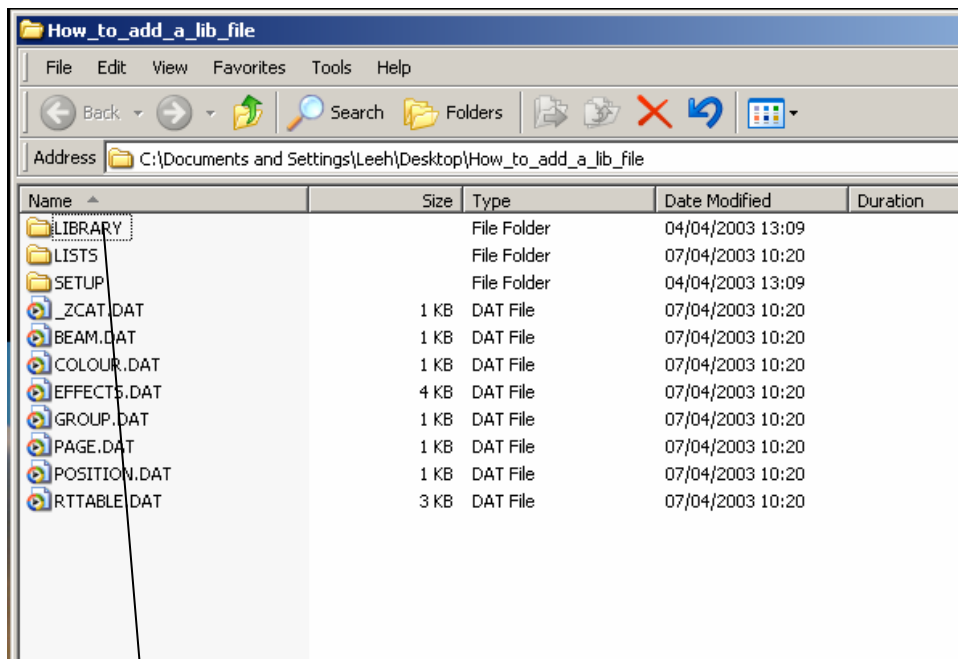 How_to_add_a_lib_file
File Edit View Favorites Tools Help
Back Search Folders
Address C:\Documents and Settings\Leeh\Desktop\How_to_add_a_lib_file
Name Size Type Date Modified Duration
LIBRARY File Folder 04/04/2003 13:09
LISTS File Folder 07/04/2003 10:20
SETUP File Folder 04/04/2003 13:09
_ZCAT.DAT 1 KB DAT File 07/04/2003 10:20
BEAM.DAT 1 KB DAT File 07/04/2003 10:20
COLOUR.DAT 1 KB DAT File 07/04/2003 10:20
EFFECTS.DAT 4 KB DAT File 07/04/2003 10:20
GROUP.DAT 1 KB DAT File 07/04/2003 10:20
PAGE.DAT 1 KB DAT File 07/04/2003 10:20
POSITION.DAT 1 KB DAT File 07/04/2003 10:20
RTTABLE.DAT 3 KB DAT File 07/04/2003 10:20